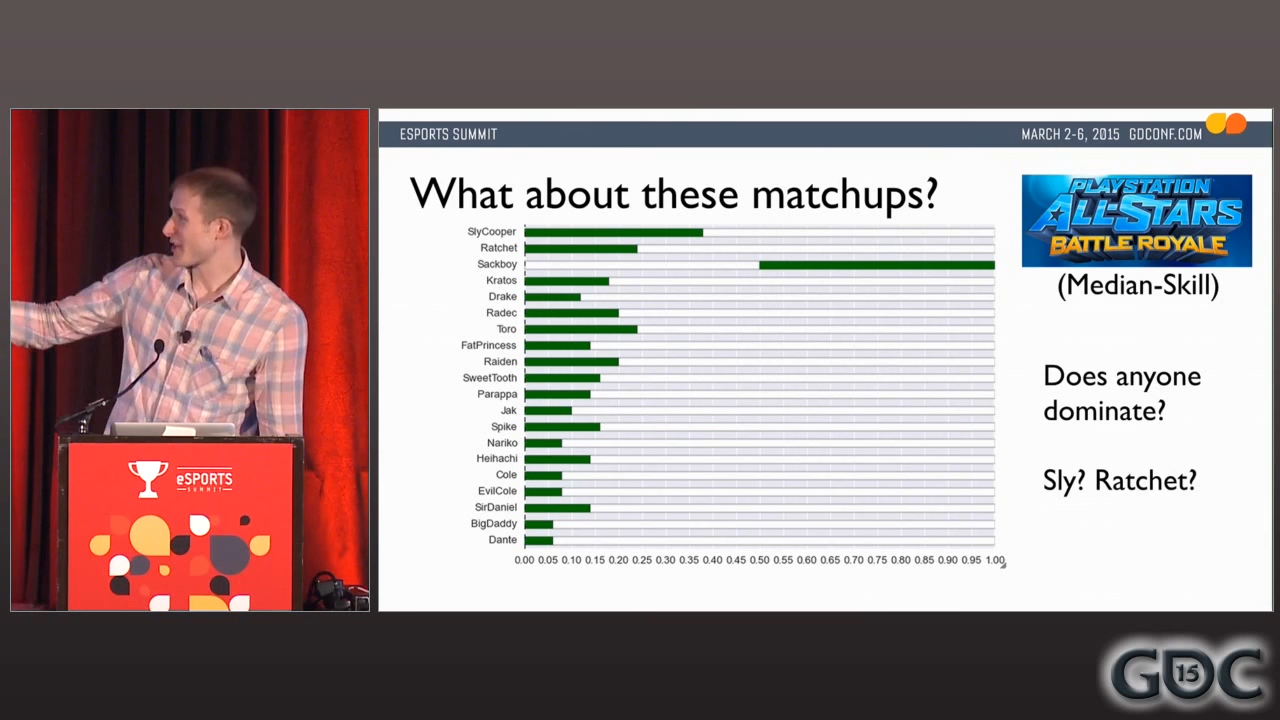 ESPORTS SUMMIT
MARCH 2-6, 2015 GDCONF.COM
What about these matchups?
SlyCooper
Ratchet
Sackboy
Kratos
Drake
Radec
Toro
FatPrincess
Raiden
SweetTooth
Parappa
Jak
Spike
Nariko
Heihachi
Cole
EvilCole
SirDaniel
BigDaddy
Dante
0.00 0.05 0.10 0.15 0.20 0.25 0.30 0.35 0.40 0.45 0.50 0.55 0.60 0.65 0.70 0.75 0.80 0.85 0.90 0.95 1.00
PLAYSTATION
ALL-STARS
BATTLE ROYALE
(Median-Skill)
Does anyone
dominate?
Sly? Ratchet?
eSPORTS
SUMMIT
GDC
15